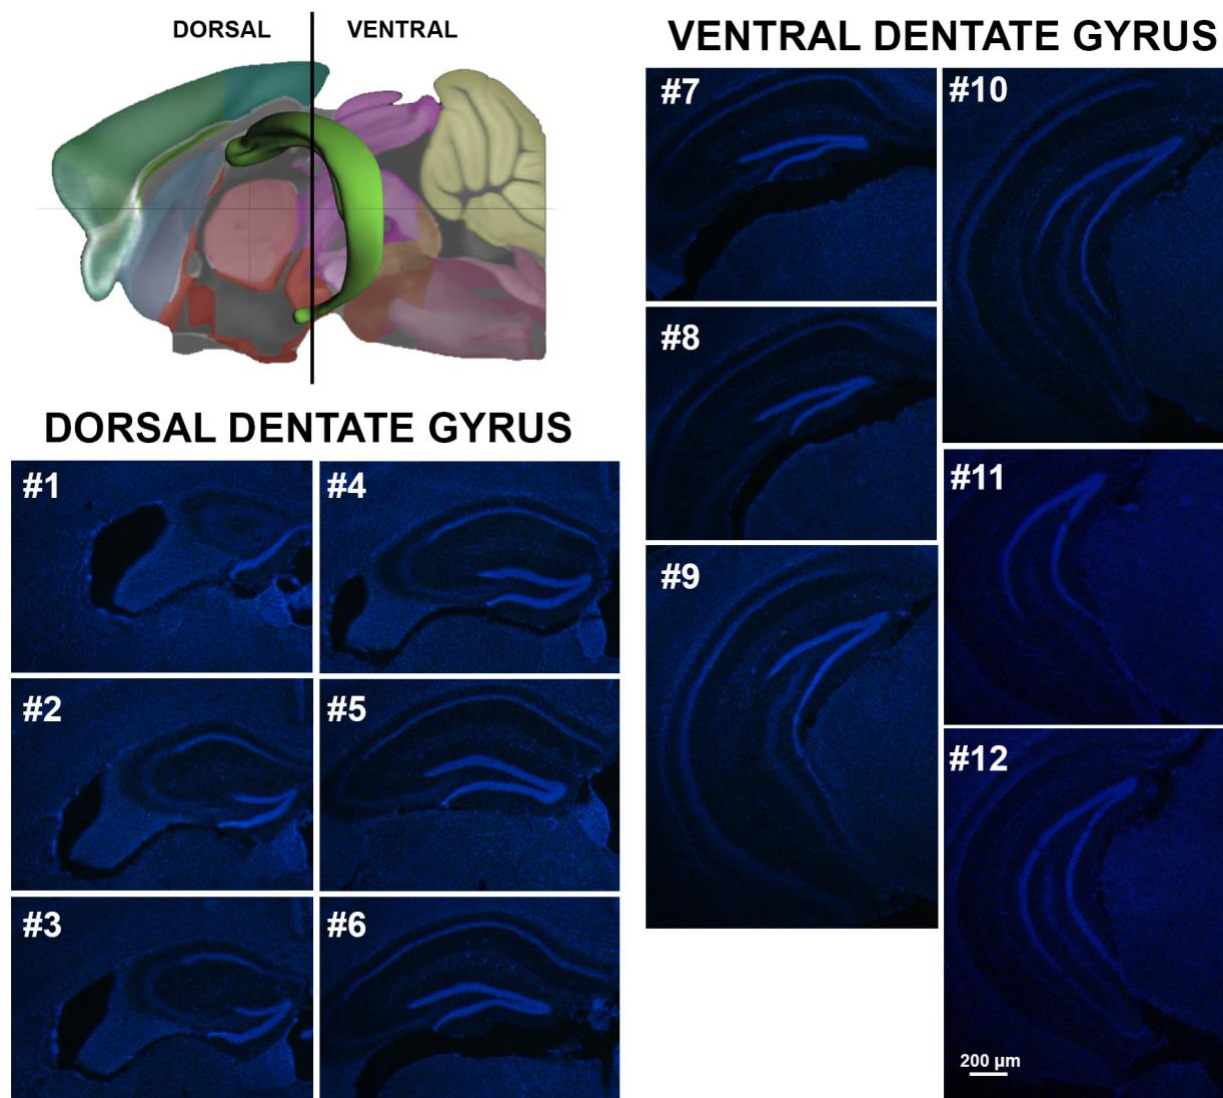 DORSAL VENTRAL
DORSAL DENTATE GYRUS
#1 #4
#2 #5
#3 #6
VENTRAL DENTATE GYRUS
#7 #10
#8
#11
#9
#12
200 µm